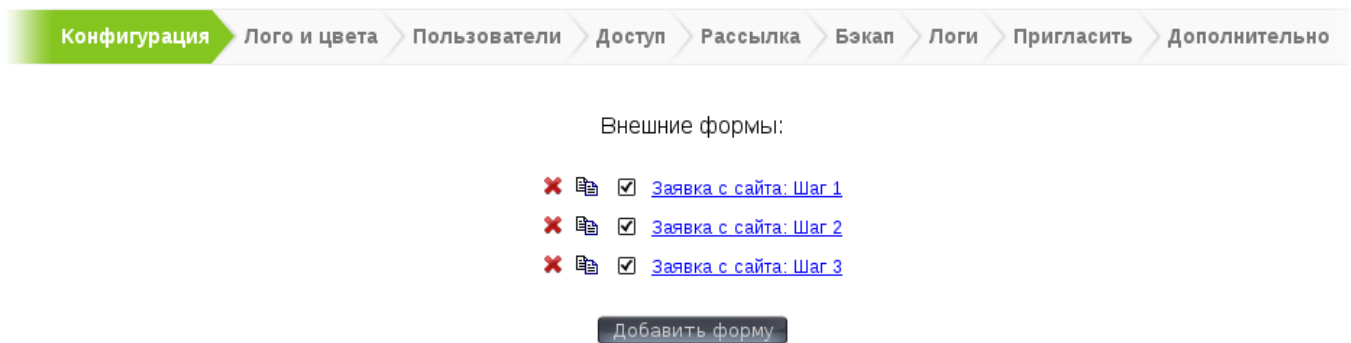 Конфигурация Лого и цвета Пользователи Доступ Рассылка Бэкап Логи Пригласить Дополнительно
Внешние формы:
Заявка с сайта: Шаг 1
Заявка с сайта: Шаг 2
Заявка с сайта: Шаг 3
Добавить форму